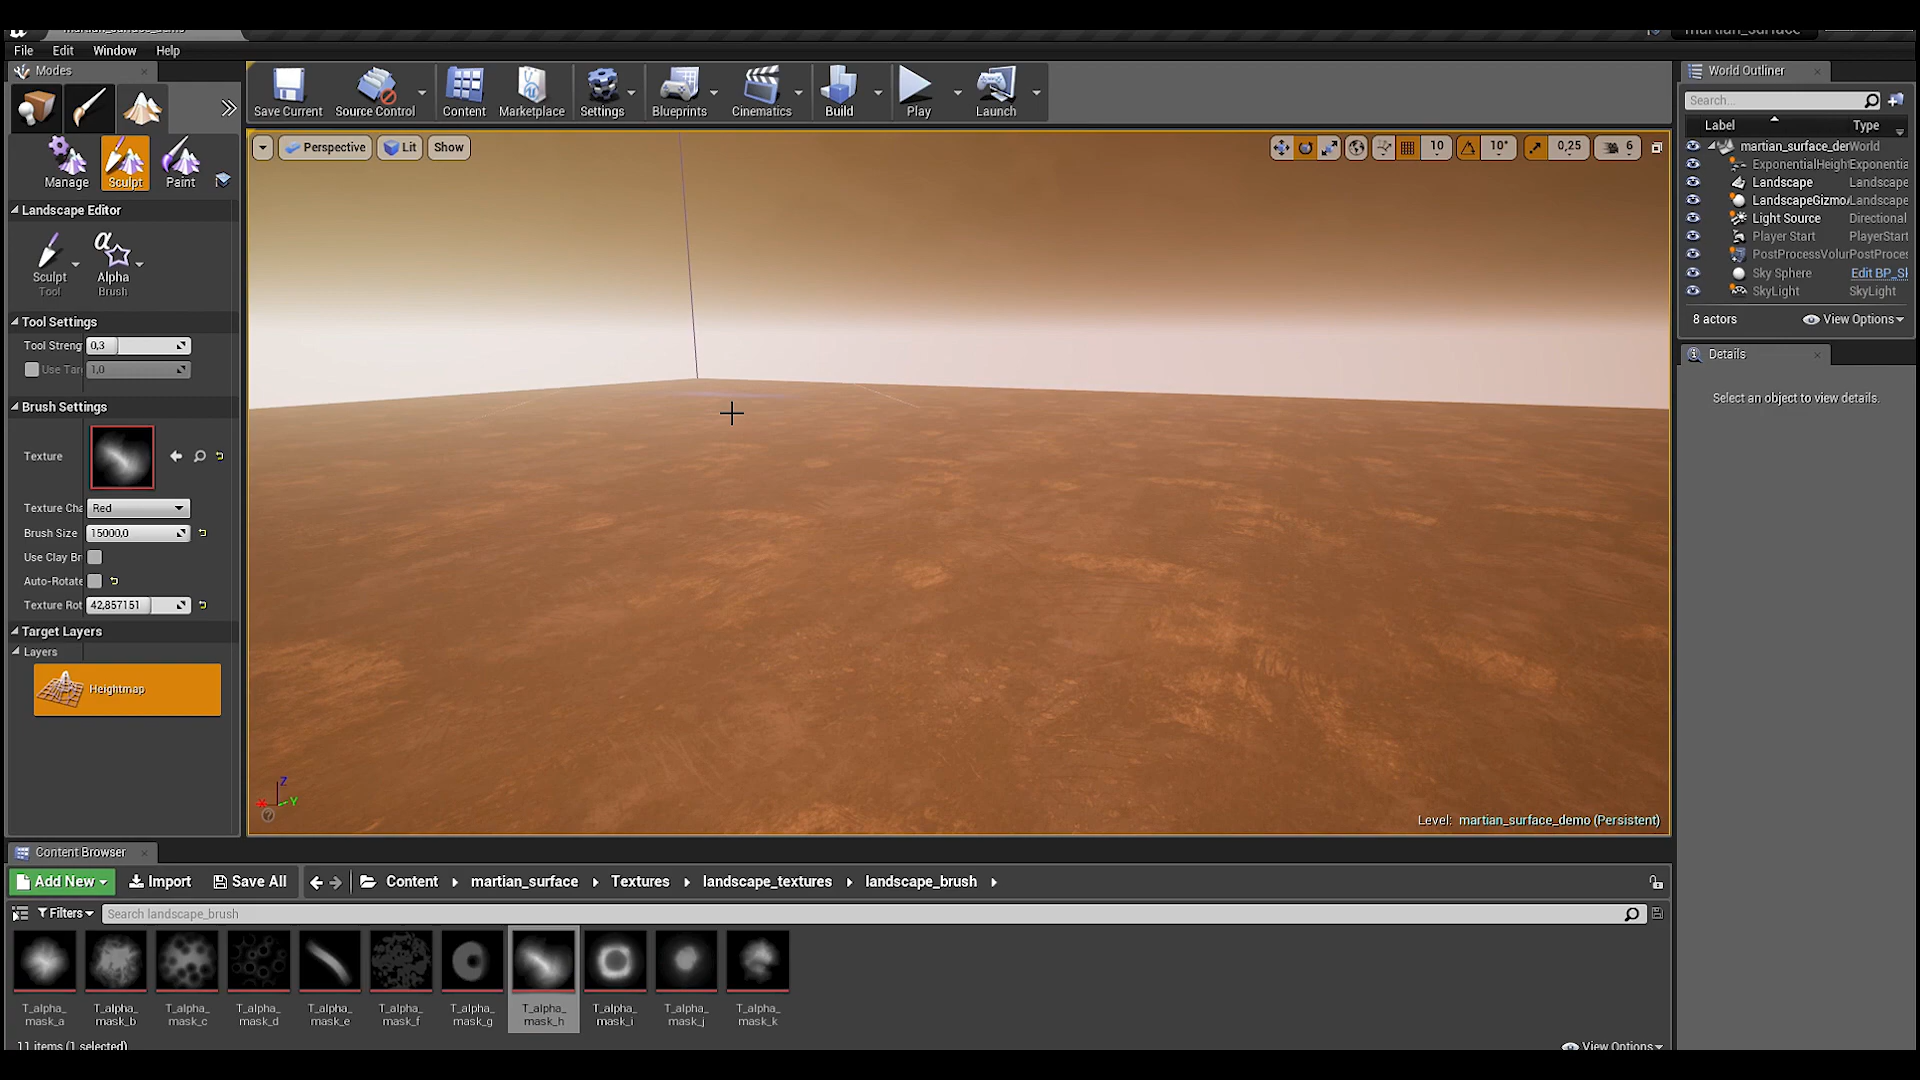 martian_surface_demo
martian_surface
File Edit Window Help
Modes
Save Current
Source Control
Content
Marketplace
Settings
Blueprints
Cinematics
Build
Play
Launch
Manage
Sculpt
Paint
Perspective
Lit
Show
10
10°
0,25
6
Landscape Editor
α
Sculpt
Tool
Alpha
Brush
Tool Settings
Tool Streng 0,3
Use Tar 1,0
Brush Settings
Texture
Texture Cha Red
Brush Size 15000,0
Use Clay Br
Auto-Rotate
Texture Rot 42,857151
Target Layers
Layers
Heightmap
Z
X
Y
Level: martian_surface_demo (Persistent)
World Outliner
Search...
Label Type
martian_surface_der World
ExponentialHeigh Exponentia
Landscape Landscape
LandscapeGizmo Landscape
Light Source Directional
Player Start PlayerStart
PostProcessVolur PostProces
Sky Sphere Edit BP_Sk
SkyLight SkyLight
8 actors View Options
Details
Select an object to view details.
Content Browser
Add New Import Save All Content martian_surface Textures landscape_textures landscape_brush
Filters Search landscape_brush
T_alpha_
mask_a
T_alpha_
mask_b
T_alpha_
mask_c
T_alpha_
mask_d
T_alpha_
mask_e
T_alpha_
mask_f
T_alpha_
mask_g
T_alpha_
mask_h
T_alpha_
mask_i
T_alpha_
mask_j
T_alpha_
mask_k
11 items (1 selected) View Options